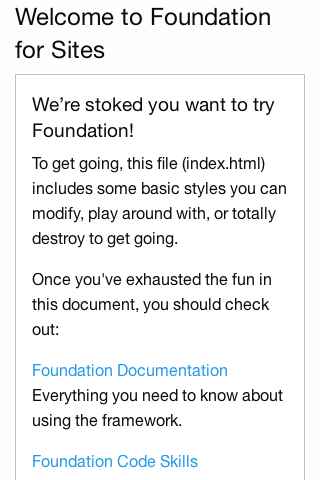 Welcome to Foundation
for Sites
We’re stoked you want to try
Foundation!
To get going, this file (index.html)
includes some basic styles you can
modify, play around with, or totally
destroy to get going.
Once you've exhausted the fun in
this document, you should check
out:
Foundation Documentation
Everything you need to know about
using the framework.
Foundation Code Skills